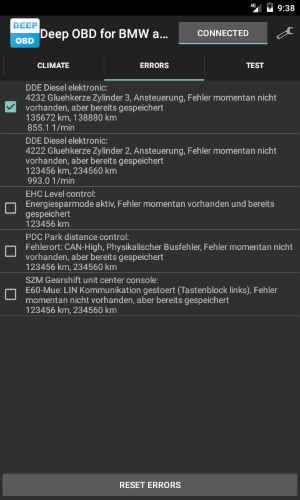 9:38
DEEP
OBD
Deep OBD for BMW a...
CONNECTED
CLIMATE
ERRORS
TEST
DDE Diesel elektronic:
4232 Gluehkerze Zylinder 3, Ansteuerung, Fehler momentan nicht
vorhanden, aber bereits gespeichert
135672 km, 138880 km
855.1 1/min
DDE Diesel elektronic:
4222 Gluehkerze Zylinder 2, Ansteuerung, Fehler momentan nicht
vorhanden, aber bereits gespeichert
123456 km, 234560 km
993.0 1/min
EHC Level control:
Energiesparmode aktiv, Fehler momentan vorhanden und bereits
gespeichert
123456 km
PDC Park distance control:
Fehlerort: CAN-High, Physikalischer Busfehler, Fehler momentan nicht
vorhanden, aber bereits gespeichert
123456 km, 234560 km
SZM Gearshift unit center console:
E60-Mue: LIN Kommunikation gestoert (Tastenblock links), Fehler
momentan nicht vorhanden, aber bereits gespeichert
123456 km, 234560 km
RESET ERRORS